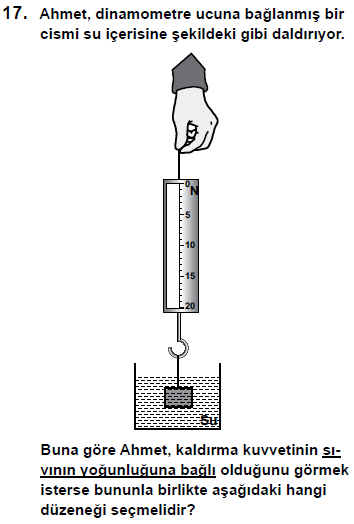 17. Ahmet, dinamometre ucuna bağlanmış bir
cismi su içerisine şekildeki gibi daldırıyor.
0
N
5
10
15
20
Su
Buna göre Ahmet, kaldırma kuvvetinin sı-
vının yoğunluğuna bağlı olduğunu görmek
isterse bununla birlikte aşağıdaki hangi
düzeneği seçmelidir?